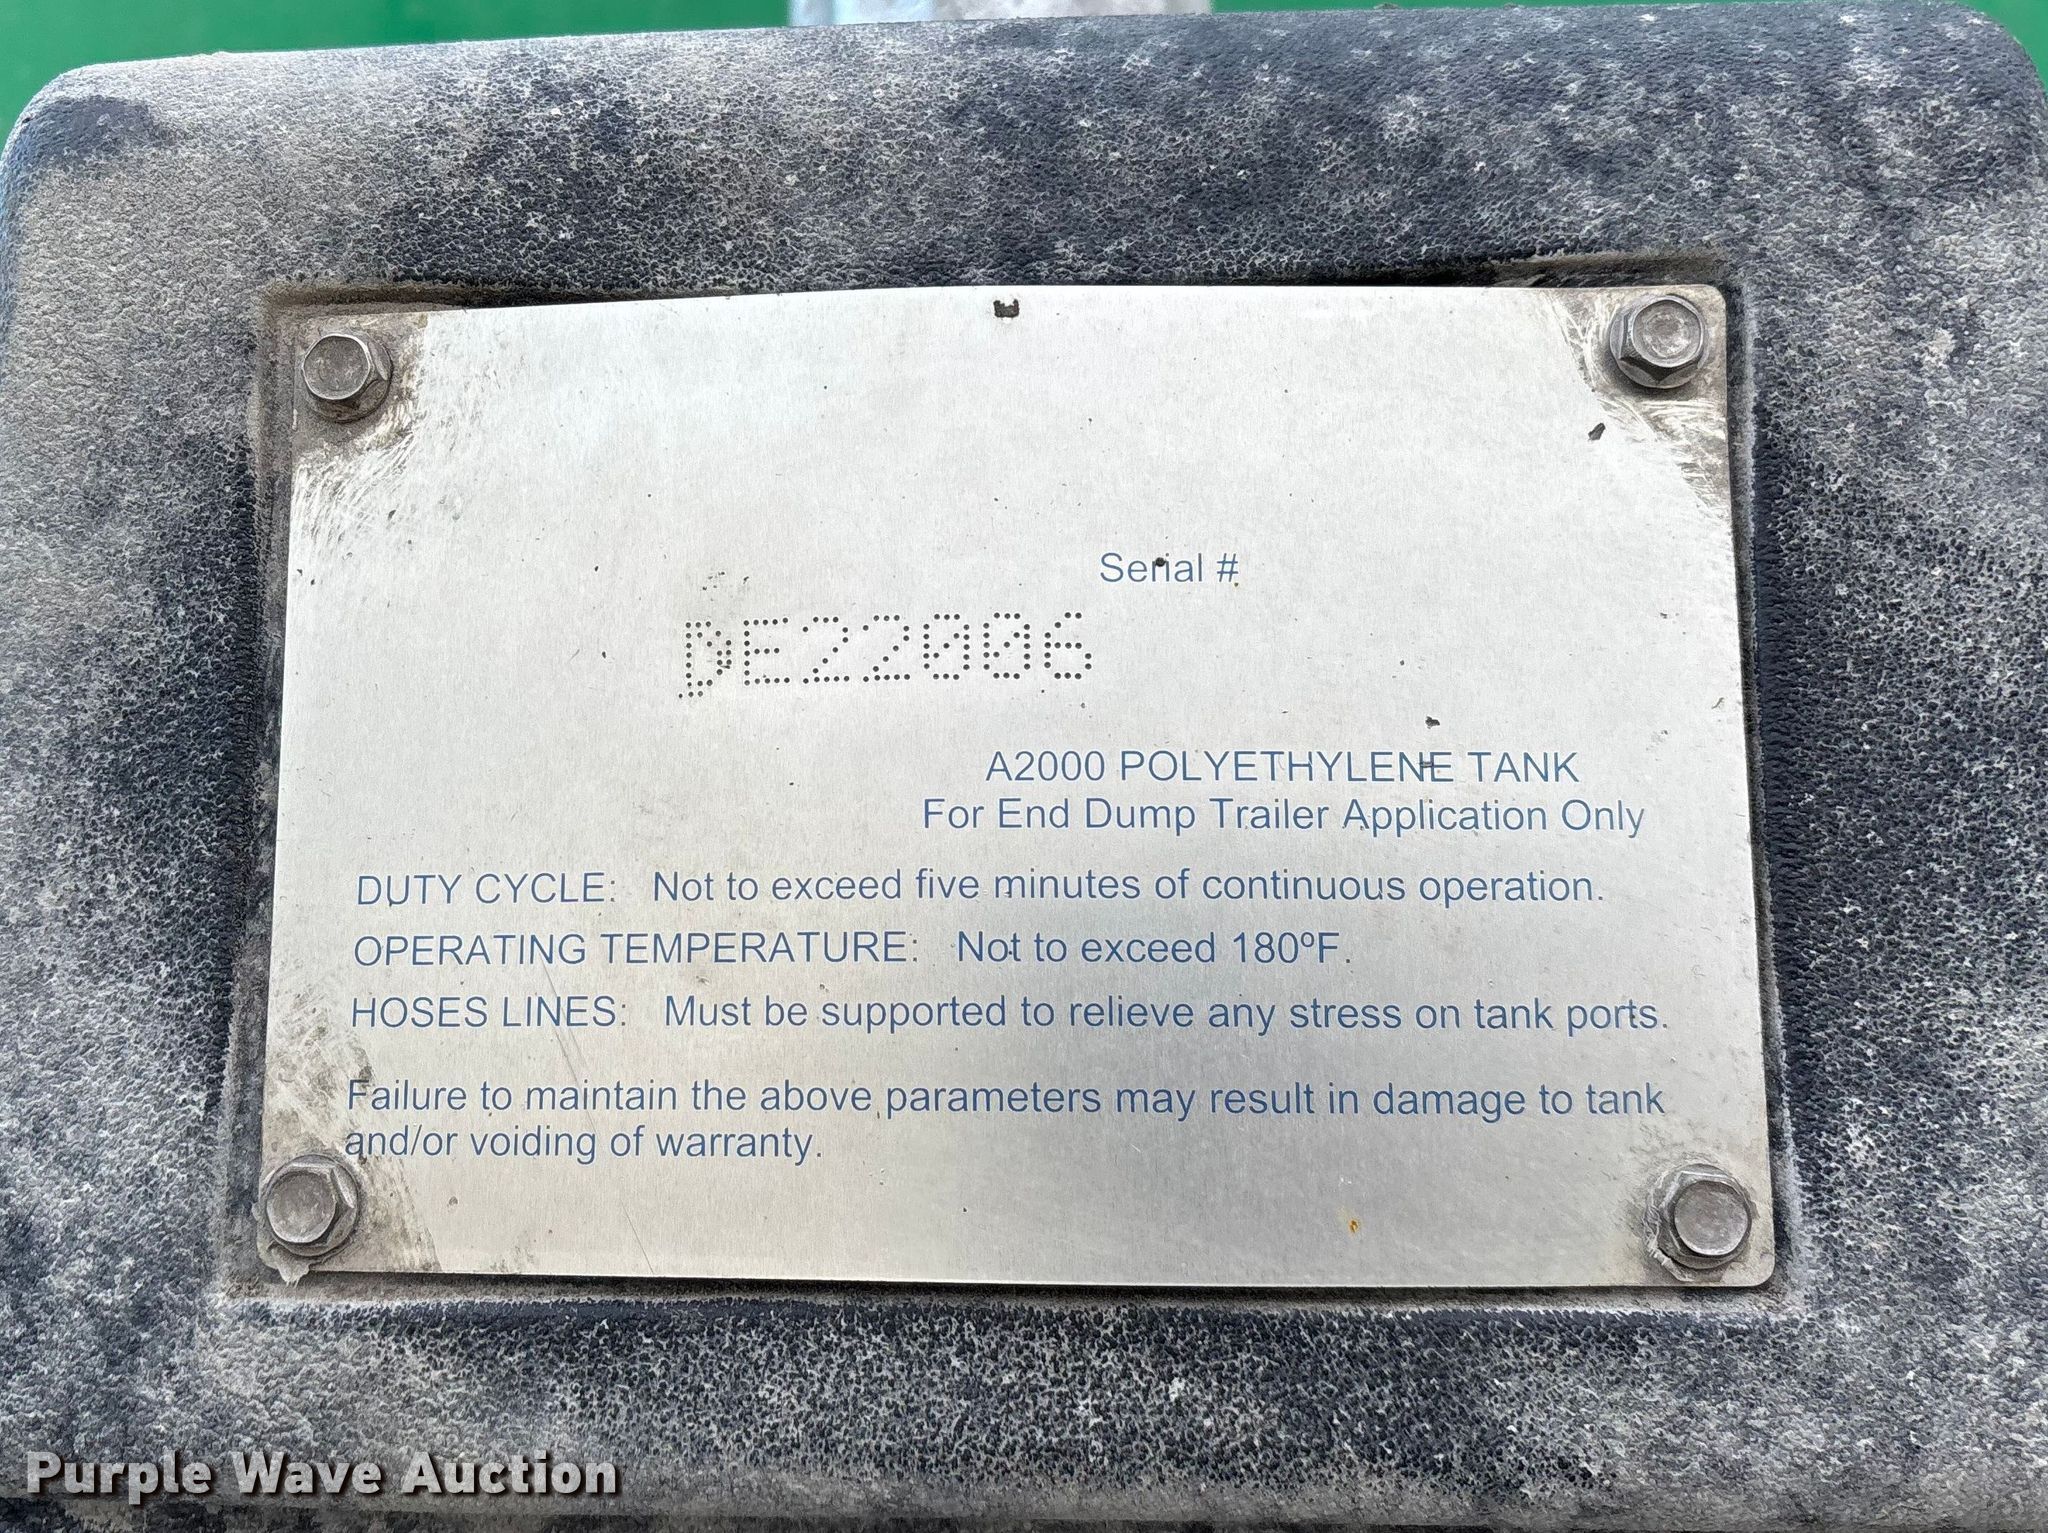 Serial #
DE22006
A2000 POLYETHYLENE TANK
For End Dump Trailer Application Only
DUTY CYCLE: Not to exceed five minutes of continuous operation.
OPERATING TEMPERATURE: Not to exceed 180ºF.
HOSES LINES: Must be supported to relieve any stress on tank ports.
Failure to maintain the above parameters may result in damage to tank
and/or voiding of warranty.
Purple Wave Auction